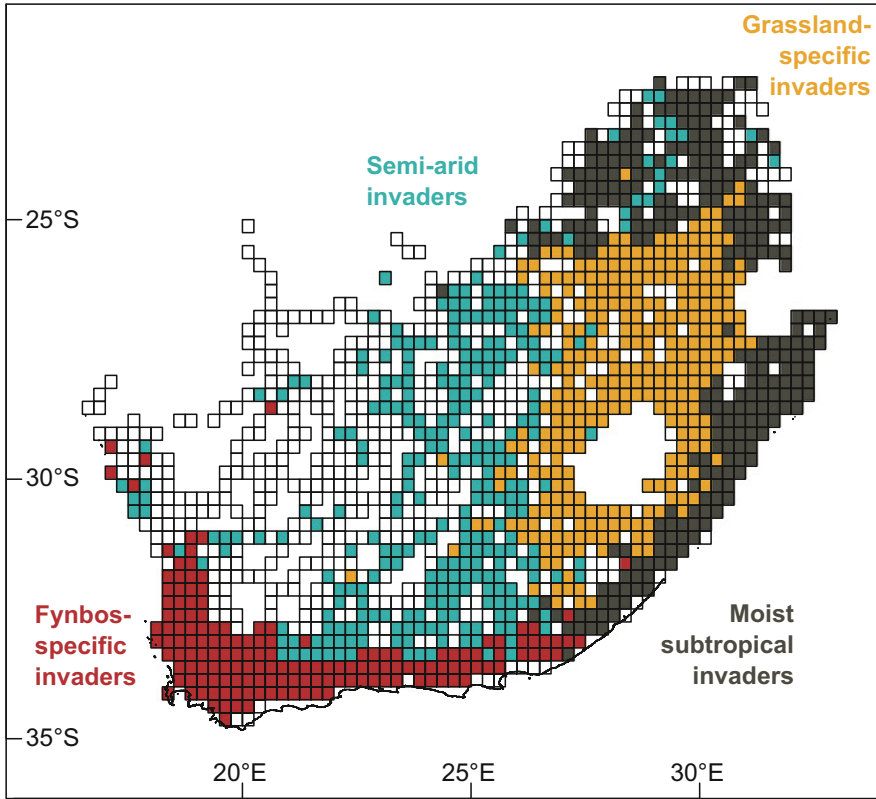 Grassland-
specific
invaders
Semi-arid
invaders
25°S
30°S
Fynbos-
specific
invaders
Moist
subtropical
invaders
35°S
20°E
25°E
30°E